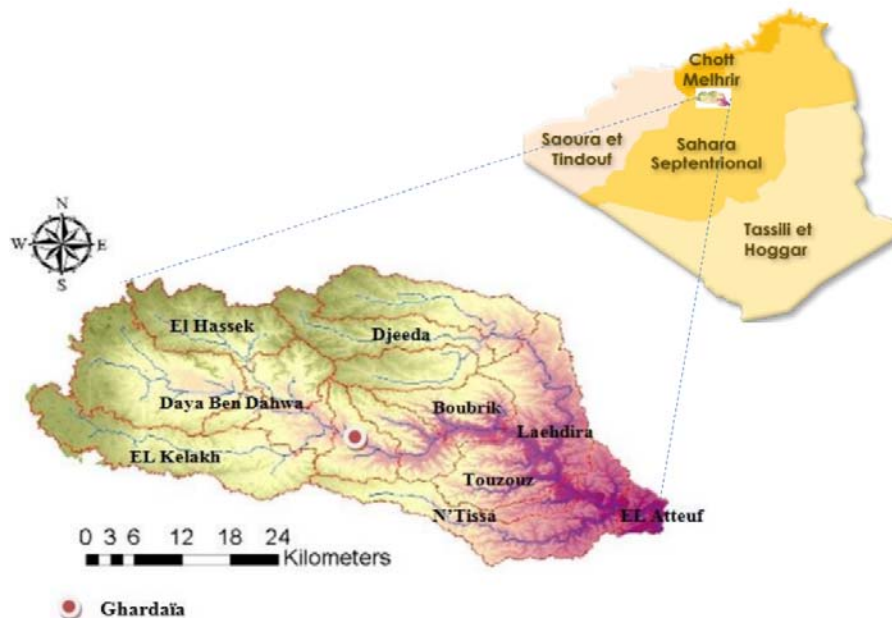 Chott
Melhrir
Saoura et
Tindouf
Sahara
Septentrional
Tassili et
Hoggar
N
W E
S
El Hassek
Djeeda
Daya Ben Dahwa
Boubrik
Laehdira
EL Kelakh
Touzouz
N'Tissa
EL Atteuf
0 3 6 12 18 24
Kilometers
Ghardaïa